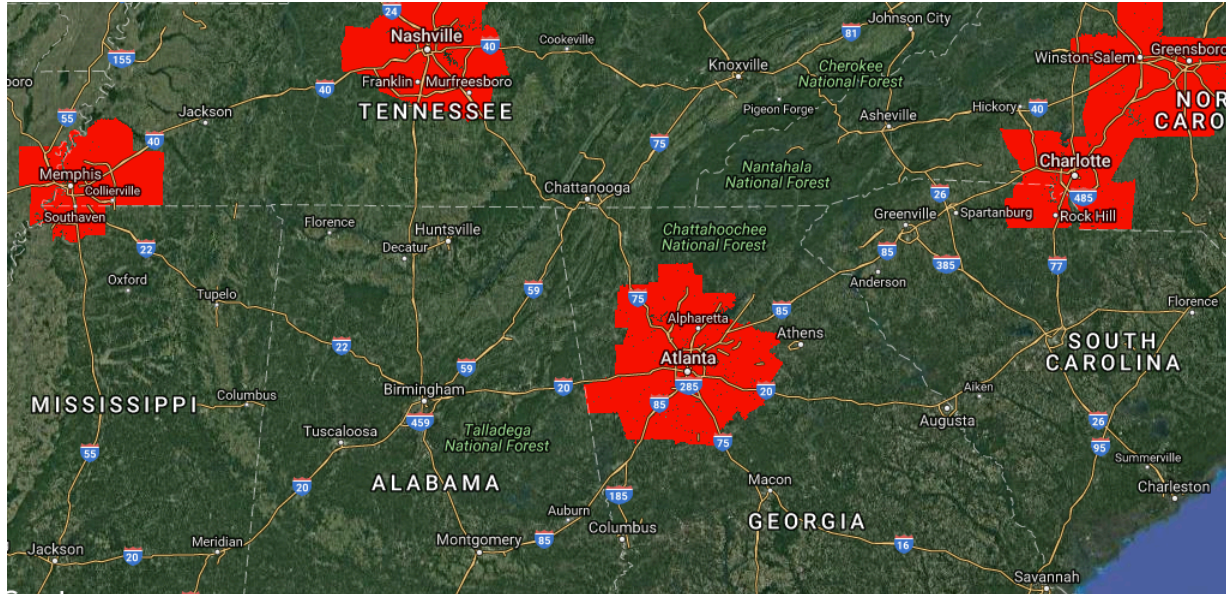 24
Johnson City
81
Nashville
40
Cookeville
155
Greensboro
Winston-Salem
Knoxville
Cherokee
National Forest
Franklin
Murfreesboro
40
TENNESSEE
Pigeon Forge
Hickory
40
NOR
CARO
55
Jackson
40
Asheville
75
Memphis
Collierville
Nantahala
National Forest
Charlotte
485
Chattanooga
26
Southaven
Greenville
Spartanburg
Rock Hill
Florence
Huntsville
Chattahoochee
National Forest
22
Decatur
85
385
77
Oxford
59
75
Anderson
Tupelo
Alpharetta
85
Florence
22
Athens
SOUTH
CAROLINA
59
Atlanta
Birmingham
20
285
20
Aiken
MISSISSIPPI
Columbus
85
459
Augusta
26
Tuscaloosa
Talladega
National Forest
75
95
55
Summerville
ALABAMA
20
185
Macon
Charleston
Auburn
GEORGIA
Columbus
Jackson
20
Meridian
Montgomery
85
16
Savannah